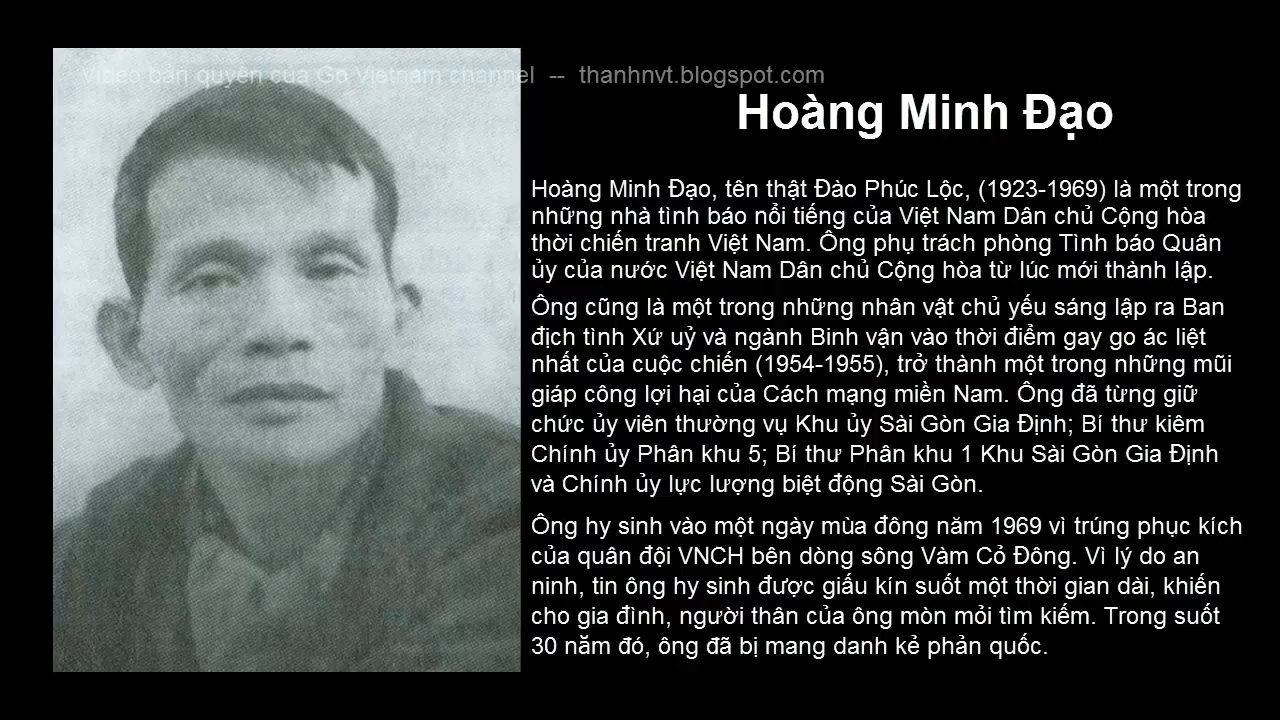 Video bản quyền của Go Vietnam channel -- thanhnvt.blogspot.com
Hoàng Minh Đạo
Hoàng Minh Đạo, tên thật Đào Phúc Lộc, (1923-1969) là một trong
những nhà tình báo nổi tiếng của Việt Nam Dân chủ Cộng hòa
thời chiến tranh Việt Nam. Ông phụ trách phòng Tình báo Quân
ủy của nước Việt Nam Dân chủ Cộng hòa từ lúc mới thành lập.
Ông cũng là một trong những nhân vật chủ yếu sáng lập ra Ban
địch tình Xứ uỷ và ngành Binh vận vào thời điểm gay go ác liệt
nhất của cuộc chiến (1954-1955), trở thành một trong những mũi
giáp công lợi hại của Cách mạng miền Nam. Ông đã từng giữ
chức ủy viên thường vụ Khu ủy Sài Gòn Gia Định; Bí thư kiêm
Chính ủy Phân khu 5; Bí thư Phân khu 1 Khu Sài Gòn Gia Định
và Chính ủy lực lượng biệt động Sài Gòn.
Ông hy sinh vào một ngày mùa đông năm 1969 vì trúng phục kích
của quân đội VNCH bên dòng sông Vàm Cỏ Đông. Vì lý do an
ninh, tin ông hy sinh được giấu kín suốt một thời gian dài, khiến
cho gia đình, người thân của ông mòn mỏi tìm kiếm. Trong suốt
30 năm đó, ông đã bị mang danh kẻ phản quốc.